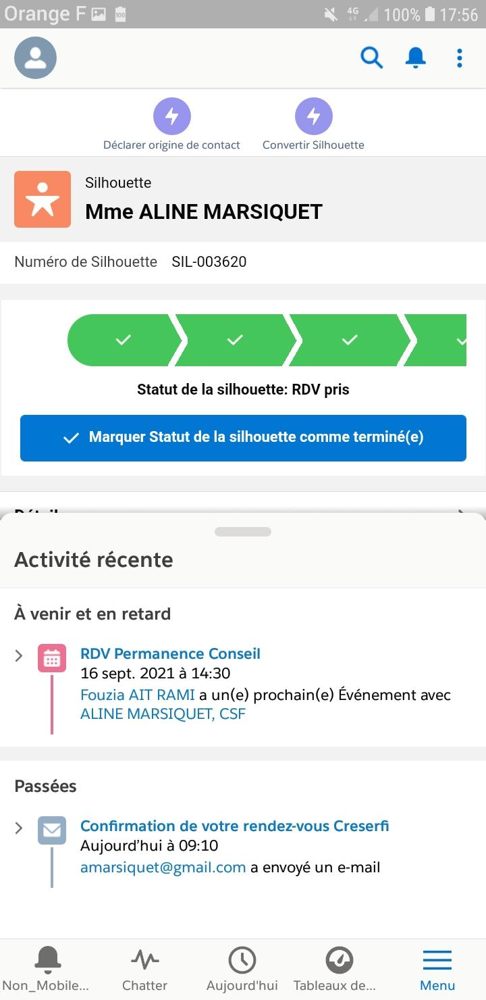 Orange F 100 4G 100% 17:56
Déclarer origine de contact Convertir Silhouette
Silhouette
Mme ALINE MARSIQUET
Numéro de Silhouette SIL-003620
Statut de la silhouette: RDV pris
Marquer Statut de la silhouette comme terminé(e)
Activité récente
À venir et en retard
RDV Permanence Conseil
16 sept. 2021 à 14:30
Fouzia AIT RAMI a un(e) prochain(e) Événement avec
ALINE MARSIQUET, CSF
Passées
Confirmation de votre rendez-vous Creserfi
Aujourd’hui à 09:10
amarsiquet@gmail.com a envoyé un e-mail
Non_Mobile... Chatter Aujourd'hui Tableaux de... Menu